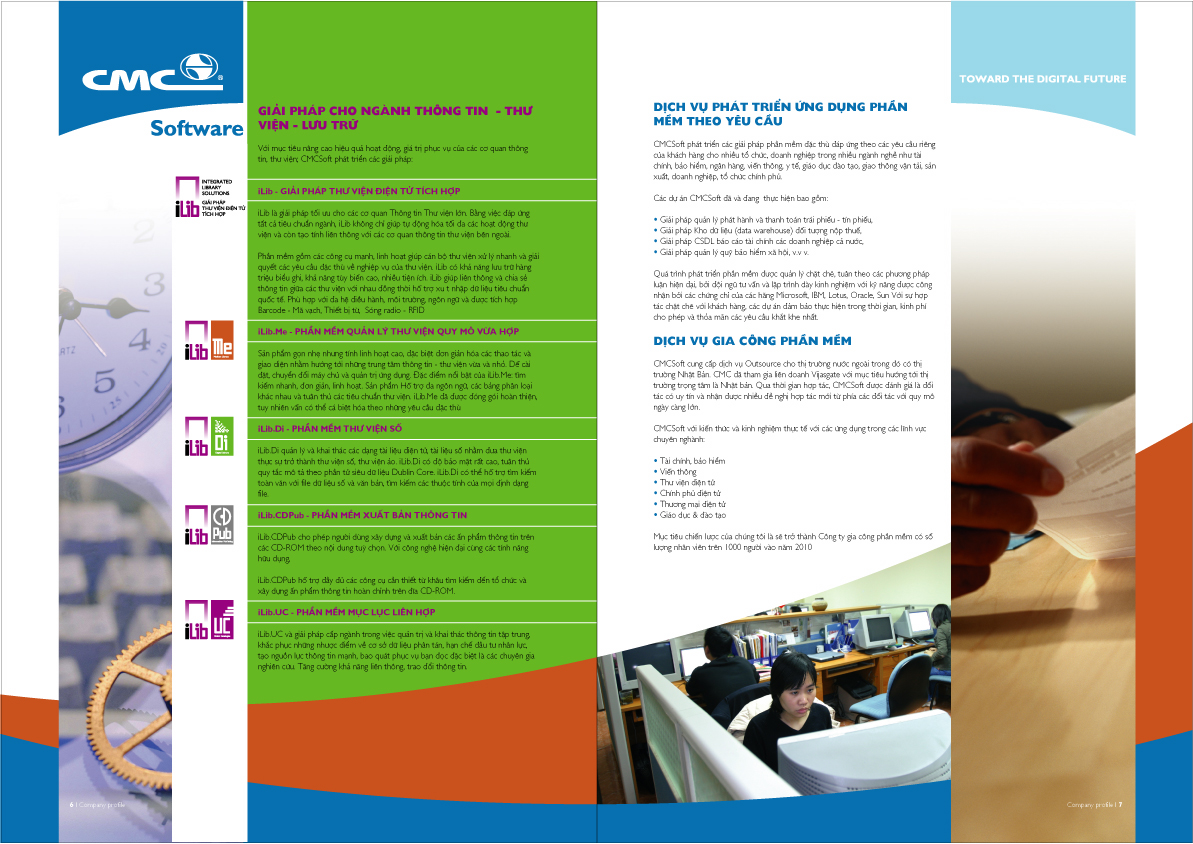 CMC
®
Software
GIẢI PHÁP CHO NGÀNH THÔNG TIN - THƯ
VIỆN - LƯU TRỮ
Với mục tiêu nâng cao hiệu quả hoạt động, giá trị phục vụ của các cơ quan thông
tin, thư viện; CMCSoft phát triển các giải pháp:
INTEGRATED
LIBRARY
SOLUTIONS
iLib
GIẢI PHÁP
THƯ VIỆN ĐIỆN TỬ
TÍCH HỢP
iLib - GIẢI PHÁP THƯ VIỆN ĐIỆN TỬ TÍCH HỢP
iLib là giải pháp tối ưu cho các cơ quan Thông tin Thư viện lớn. Bằng việc đáp ứng
tất cả tiêu chuẩn ngành, iLib không chỉ giúp tự động hóa tối đa các hoạt động thư
viện và còn tạo tính liên thông với các cơ quan thông tin thư viện bên ngoài.
Phần mềm gồm các công cụ mạnh, linh hoạt giúp cán bộ thư viện xử lý nhanh và giải
quyết các yêu cầu đặc thù về nghiệp vụ của thư viện. iLib có khả năng lưu trữ hàng
triệu biểu ghi, khả năng tùy biến cao, nhiều tiện ích. iLib giúp liên thông và chia sẻ
thông tin giữa các thư viện với nhau đồng thời hỗ trợ xu t nhập dữ liệu tiêu chuẩn
quốc tế. Phù hợp với đa hệ điều hành, môi trường, ngôn ngữ và được tích hợp
Barcode - Mã vạch, Thiết bị từ, Sóng radio - RFID
iLib Me
iLib.Me - PHẦN MỀM QUẢN LÝ THƯ VIỆN QUY MÔ VỪA HỢP
Sản phẩm gọn nhẹ nhưng tính linh hoạt cao, đặc biệt đơn giản hóa các thao tác và
giao diện nhằm hướng tới những trung tâm thông tin - thư viện vừa và nhỏ. Để cài
đặt, chuyển đổi máy chủ và quản trị ứng dụng. Đặc điểm nổi bật của iLib.Me: tìm
kiếm nhanh, đơn giản, linh hoạt. Sản phẩm Hỗ trợ đa ngôn ngữ, các bảng phân loại
khác nhau và tuân thủ các tiêu chuẩn thư viện. iLib.Me đã được đóng gói hoàn thiện,
tuy nhiên vẫn có thể cá biệt hóa theo những yêu cầu đặc thù
iLib Di
iLib.Di - PHẦN MỀM THƯ VIỆN SỐ
iLib.Di quản lý và khai thác các dạng tài liệu điện tử, tài liệu số nhằm đưa thư viện
thực sự trở thành thư viện số, thư viện ảo. iLib.Di có độ bảo mật rất cao, tuân thủ
quy tắc mô tả theo phần tử siêu dữ liệu Dublin Core. iLib.Di có thể hỗ trợ tìm kiếm
toàn văn với file dữ liệu số và văn bản, tìm kiếm các thuộc tính của mọi định dạng
file.
iLib CD Pub
iLib.CDPub - PHẦN MỀM XUẤT BẢN THÔNG TIN
iLib.CDPub cho phép người dùng xây dựng và xuất bản các ấn phẩm thông tin trên
các CD-ROM theo nội dung tuỳ chọn. Với công nghệ hiện đại cùng các tính năng
hữu dụng,
iLib.CDPub hỗ trợ đầy đủ các công cụ cần thiết từ khâu tìm kiếm đến tổ chức và
xây dựng ấn phẩm thông tin hoàn chỉnh trên đĩa CD-ROM.
iLib UC
iLib.UC - PHẦN MỀM MỤC LỤC LIÊN HỢP
iLib.UC và giải pháp cấp ngành trong việc quản trị và khai thác thông tin tập trung,
khắc phục những nhược điểm về cơ sở dữ liệu phân tán, hạn chế đầu tư nhân lực,
tạo nguồn lực thông tin mạnh, bao quát phục vụ bạn đọc đặc biệt là các chuyên gia
nghiên cứu. Tăng cường khả năng liên thông, trao đổi thông tin.
6 I Company profile
TOWARD THE DIGITAL FUTURE
DỊCH VỤ PHÁT TRIỂN ỨNG DỤNG PHẦN
MỀM THEO YÊU CẦU
CMCSoft phát triển các giải pháp phần mềm đặc thù đáp ứng theo các yêu cầu riêng
của khách hàng cho nhiều tổ chức, doanh nghiệp trong nhiều ngành nghề như tài
chính, bảo hiểm, ngân hàng, viễn thông, y tế, giáo dục đào tạo, giao thông vận tải, sản
xuất, doanh nghiệp, tổ chức chính phủ.
Các dự án CMCSoft đã và đang thực hiện bao gồm:
• Giải pháp quản lý phát hành và thanh toán trái phiếu - tín phiếu,
• Giải pháp Kho dữ liệu (data warehouse) đối tượng nộp thuế,
• Giải pháp CSDL báo cáo tài chính các doanh nghiệp cả nước,
• Giải pháp quản lý quỹ bảo hiểm xã hội, v.v v.
Quá trình phát triển phần mềm được quản lý chặt chẽ, tuân theo các phương pháp
luận hiện đại, bởi đội ngũ tư vấn và lập trình dày kinh nghiệm với kỹ năng được công
nhận bởi các chứng chỉ của các hãng Microsoft, IBM, Lotus, Oracle, Sun Với sự hợp
tác chặt chẽ với khách hàng, các dự án đảm bảo thực hiện trong thời gian, kinh phí
cho phép và thỏa mãn các yêu cầu khắt khe nhất.
DỊCH VỤ GIA CÔNG PHẦN MỀM
CMCSoft cung cấp dịch vụ Outsource cho thị trường nước ngoài trong đó có thị
trường Nhật Bản. CMC đã tham gia liên doanh Vijasgate với mục tiêu hướng tới thị
trường trọng tâm là Nhật bản. Qua thời gian hợp tác, CMCSoft được đánh giá là đối
tác có uy tín và nhận được nhiều đề nghị hợp tác mới từ phía các đối tác với quy mô
ngày càng lớn.
CMCSoft với kiến thức và kinh nghiệm thực tế với các ứng dụng trong các lĩnh vực
chuyên nghành:
• Tài chính, bảo hiểm
• Viễn thông
• Thư viện điện tử
• Chính phủ điện tử
• Thương mại điện tử
• Giáo dục & đào tạo
Mục tiêu chiến lược của chúng tôi là sẽ trở thành Công ty gia công phần mềm có số
lượng nhân viên trên 1000 người vào năm 2010
Company profile I 7